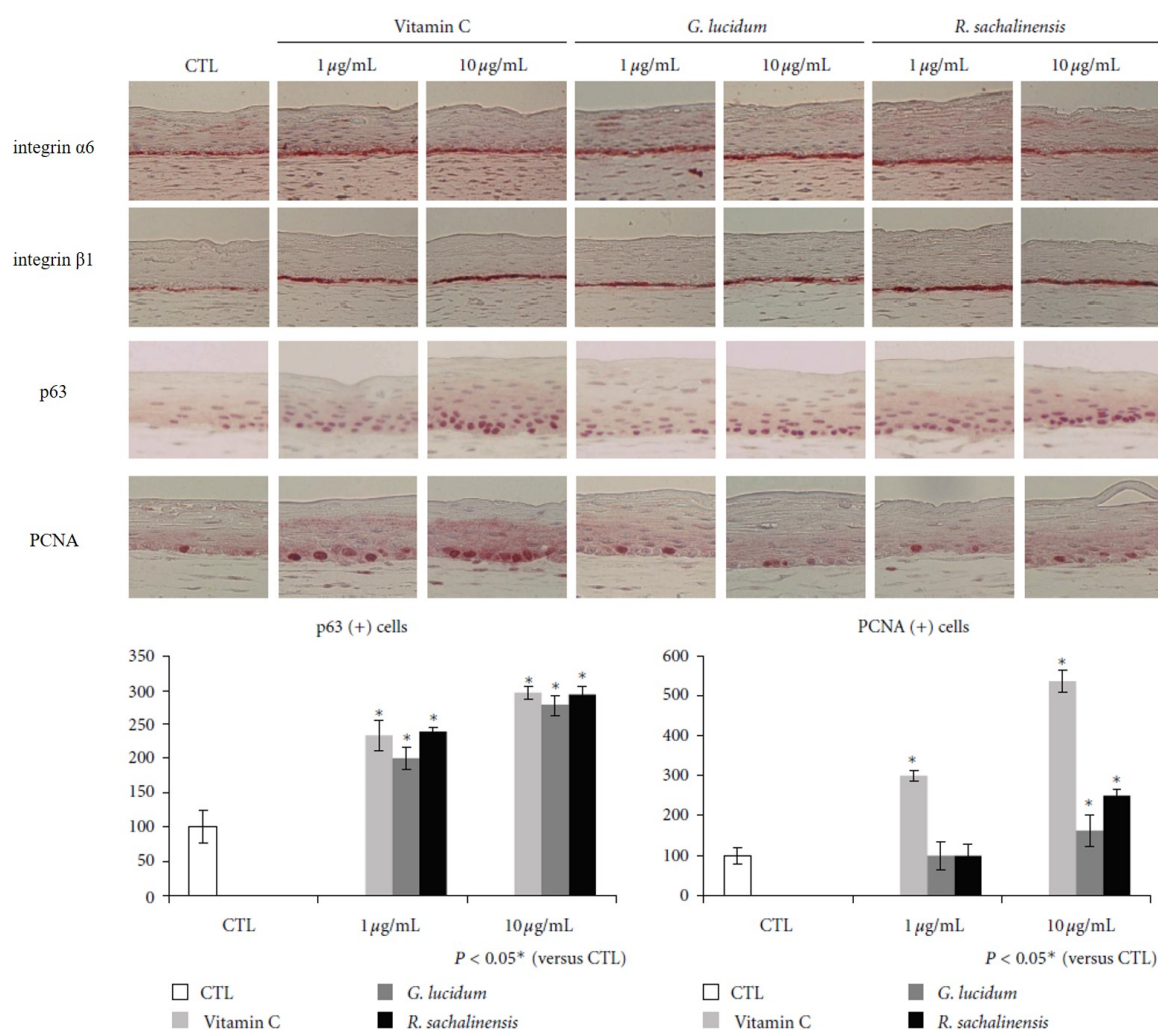 Vitamin C G. lucidum R. sachalinensis
CTL 1 μg/mL 10 μg/mL 1 μg/mL 10 μg/mL 1 μg/mL 10 μg/mL
integrin α6
integrin β1
p63
PCNA
p63 (+) cells
350
300
250
200
150
100
50
0
* * * * * *
CTL 1 μg/mL 10 μg/mL
P < 0.05* (versus CTL)
CTL G. lucidum
Vitamin C R. sachalinensis
PCNA (+) cells
600
500
400
300
200
100
0
* * * *
CTL 1 μg/mL 10 μg/mL
P < 0.05* (versus CTL)
CTL G. lucidum
Vitamin C R. sachalinensis